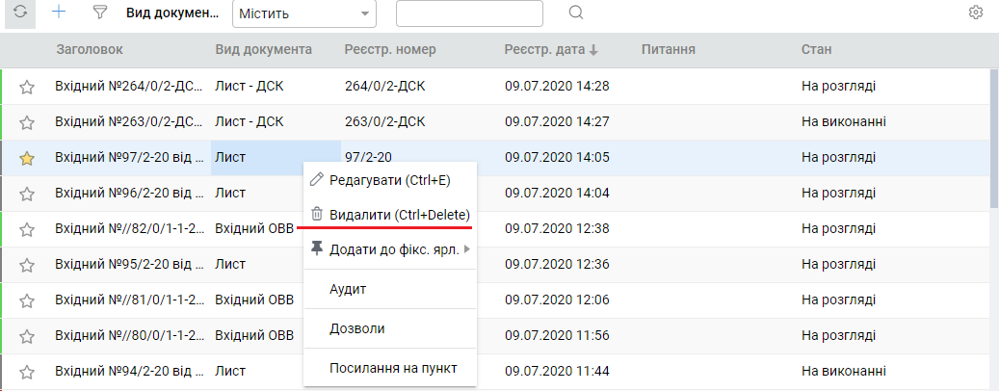 Вид докумен... Містить
Заголовок Вид документа Реєстр. номер Реєстр. дата Питання Стан
Вхідний №264/0/2-ДС... Лист - ДСК 264/0/2-ДСК 09.07.2020 14:28 На розгляді
Вхідний №263/0/2-ДС... Лист - ДСК 263/0/2-ДСК 09.07.2020 14:27 На виконанні
Вхідний №97/2-20 від ... Лист 97/2-20 09.07.2020 14:05 На розгляді
Редагувати (Ctrl+E)
Вхідний №96/2-20 від ... Лист 09.07.2020 14:04 На розгляді
Видалити (Ctrl+Delete)
Вхідний №//82/0/1-1-2... Вхідний ОВВ 09.07.2020 12:38 На розгляді
Додати до фікс. ярл.
Вхідний №95/2-20 від ... Лист 09.07.2020 12:36 На розгляді
Аудит
Вхідний №//81/0/1-1-2... Вхідний ОВВ 09.07.2020 12:06 На розгляді
Дозволи
Вхідний №//80/0/1-1-2... Вхідний ОВВ 09.07.2020 11:56 На розгляді
Посилання на пункт
Вхідний №94/2-20 від ... Лист 09.07.2020 11:44 На виконанні